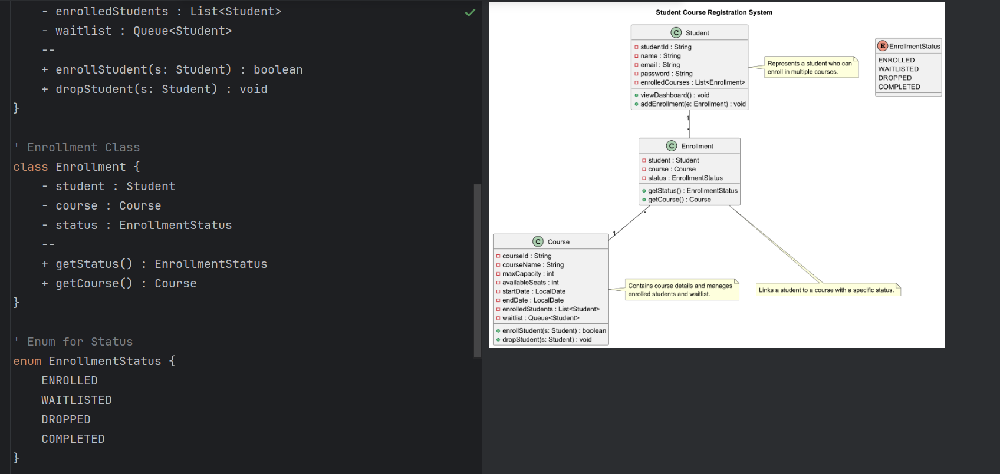 - enrolledStudents : List<Student>
- waitlist : Queue<Student>
--
+ enrollStudent(s: Student) : boolean
+ dropStudent(s: Student) : void
}
' Enrollment Class
class Enrollment {
- student : Student
- course : Course
- status : EnrollmentStatus
--
+ getStatus() : EnrollmentStatus
+ getCourse() : Course
}
' Enum for Status
enum EnrollmentStatus {
ENROLLED
WAITLISTED
DROPPED
COMPLETED
}
Student Course Registration System
C Student
studentId : String
name : String
email : String
password : String
enrolledCourses : List<Enrollment>
viewDashboard() : void
addEnrollment(e: Enrollment) : void
Represents a student who can
enroll in multiple courses.
E EnrollmentStatus
ENROLLED
WAITLISTED
DROPPED
COMPLETED
1
*
C Enrollment
student : Student
course : Course
status : EnrollmentStatus
getStatus() : EnrollmentStatus
getCourse() : Course
*
1
C Course
courseId : String
courseName : String
maxCapacity : int
availableSeats : int
startDate : LocalDate
endDate : LocalDate
enrolledStudents : List<Student>
waitlist : Queue<Student>
enrollStudent(s: Student) : boolean
dropStudent(s: Student) : void
Contains course details and manages
enrolled students and waitlist.
Links a student to a course with a specific status.